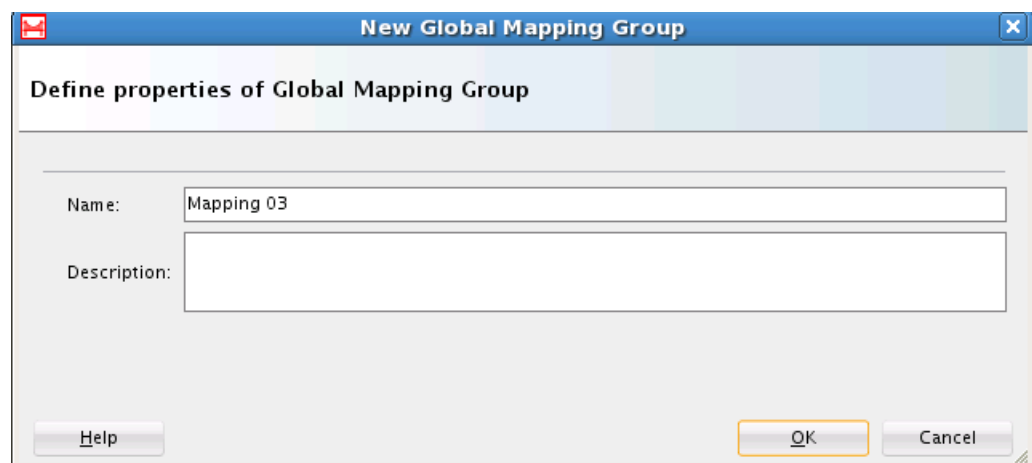 New Global Mapping Group
Define properties of Global Mapping Group
Name: Mapping 03
Description:
Help OK Cancel